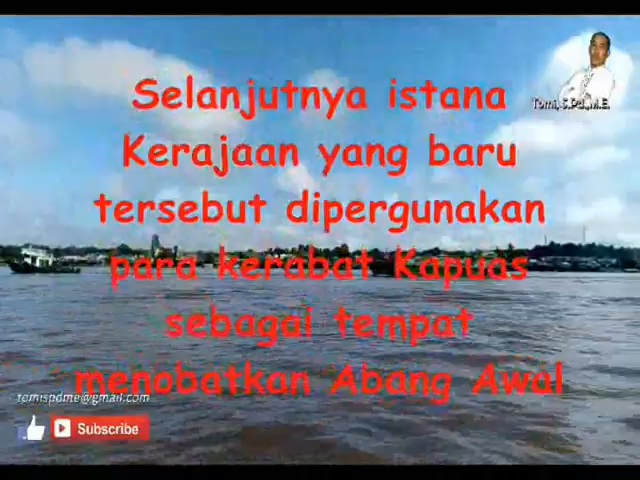 Tomi, S.Pd.,M.E.
Selanjutnya istana
Kerajaan yang baru
tersebut dipergunakan
para kerabat Kapuas
sebagai tempat
menobatkan Abang Awal
tomispdme@gmail.com
Subscribe